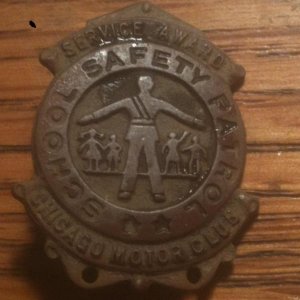 SERVICE AWARD
SCHOOL SAFETY PATROL
CHICAGO MOTOR CLUB